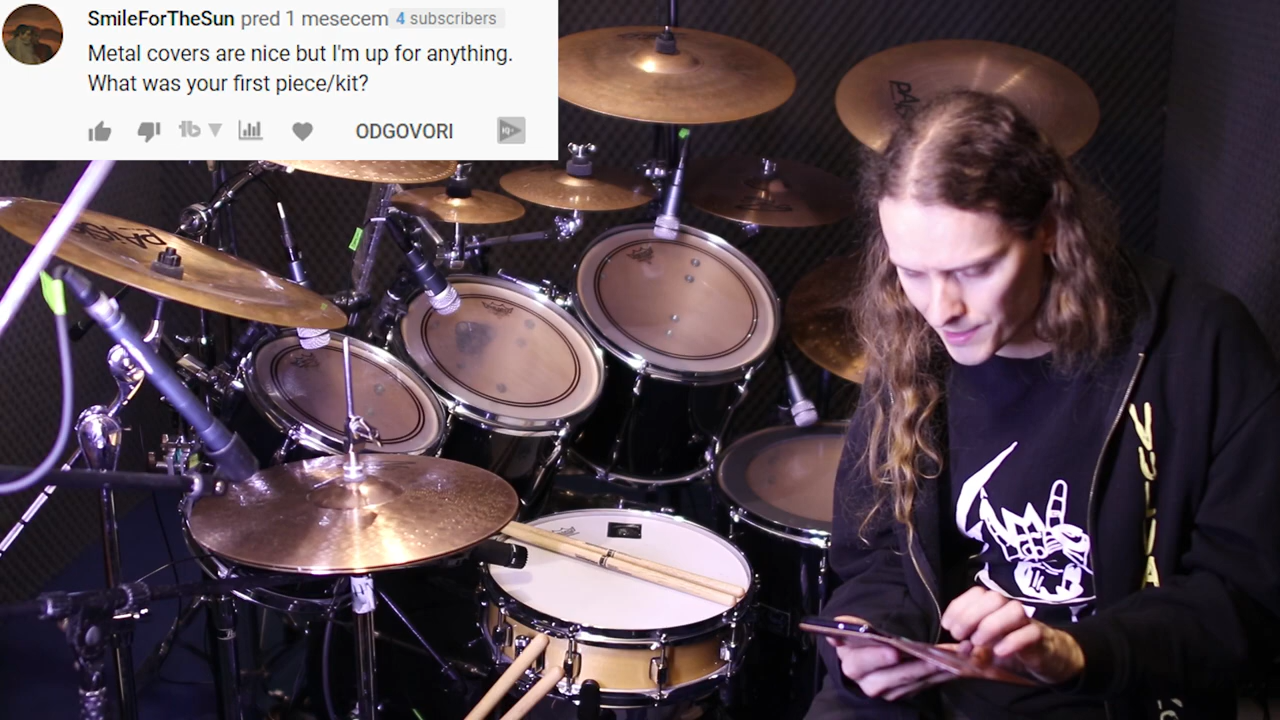 SmileForTheSun pred 1 mesecem 4 subscribers
Metal covers are nice but I'm up for anything.
What was your first piece/kit?
ODGOVORI
PAISTE